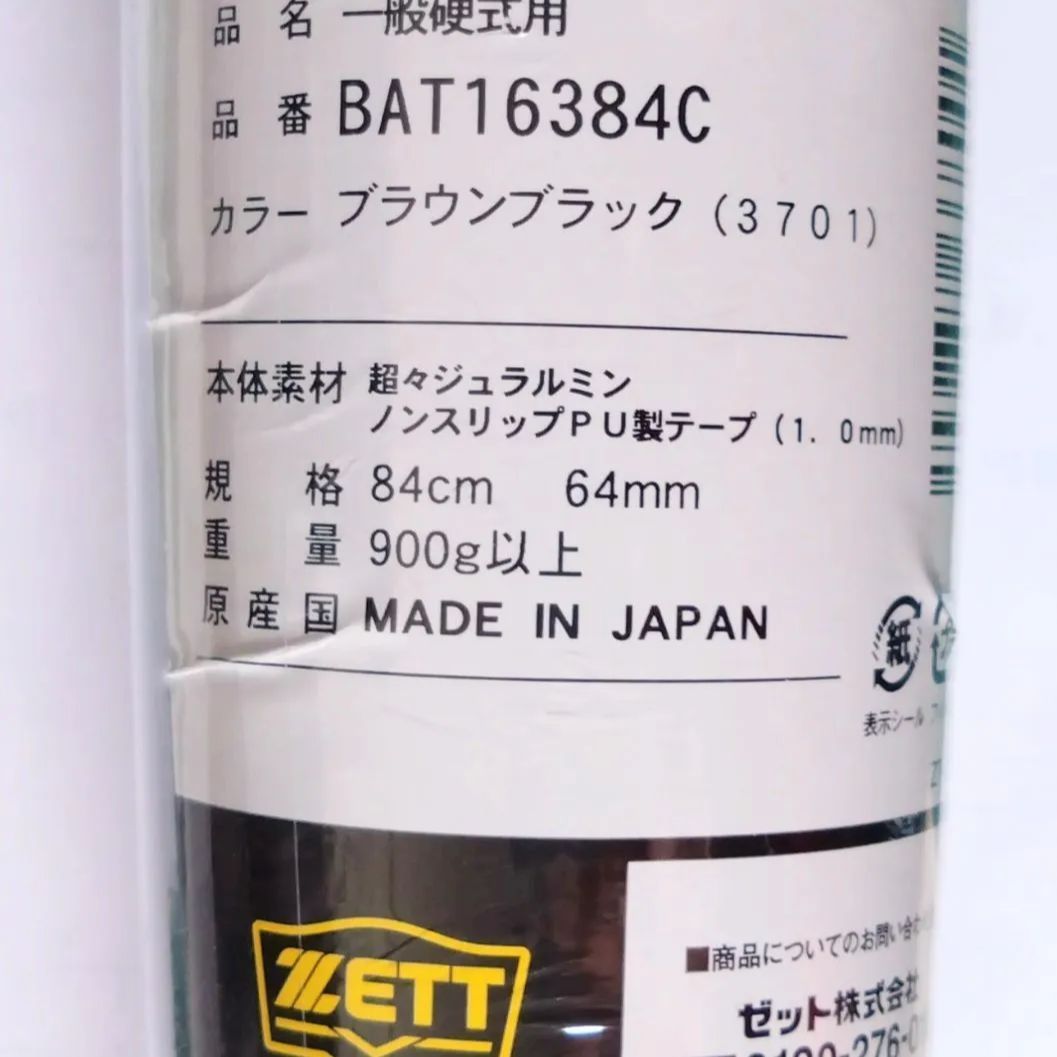 品名 一般硬式用
品番 BAT16384C
カラー ブラウンブラック (3701)
本体素材 超々ジュラルミン
ノンスリップPU製テープ (1.0mm)
規格 84cm 64mm
重量 900g以上
原産国 MADE IN JAPAN
紙
表示シール
ZETT
■商品についてのお問い合わ
ゼット株式会社